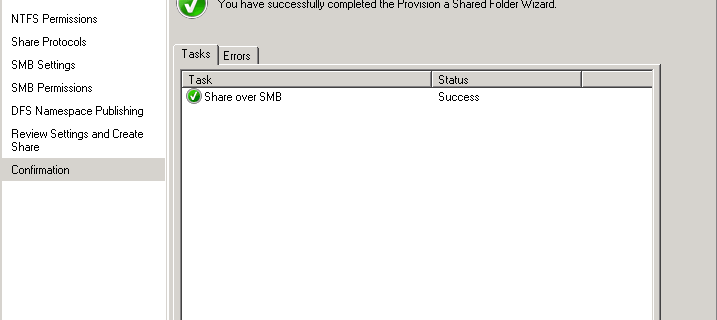 You have successfully completed the Provision a Shared Folder Wizard.
NTFS Permissions
Share Protocols
SMB Settings
SMB Permissions
DFS Namespace Publishing
Review Settings and Create
Share
Confirmation
Tasks Errors
Task Status
Share over SMB Success